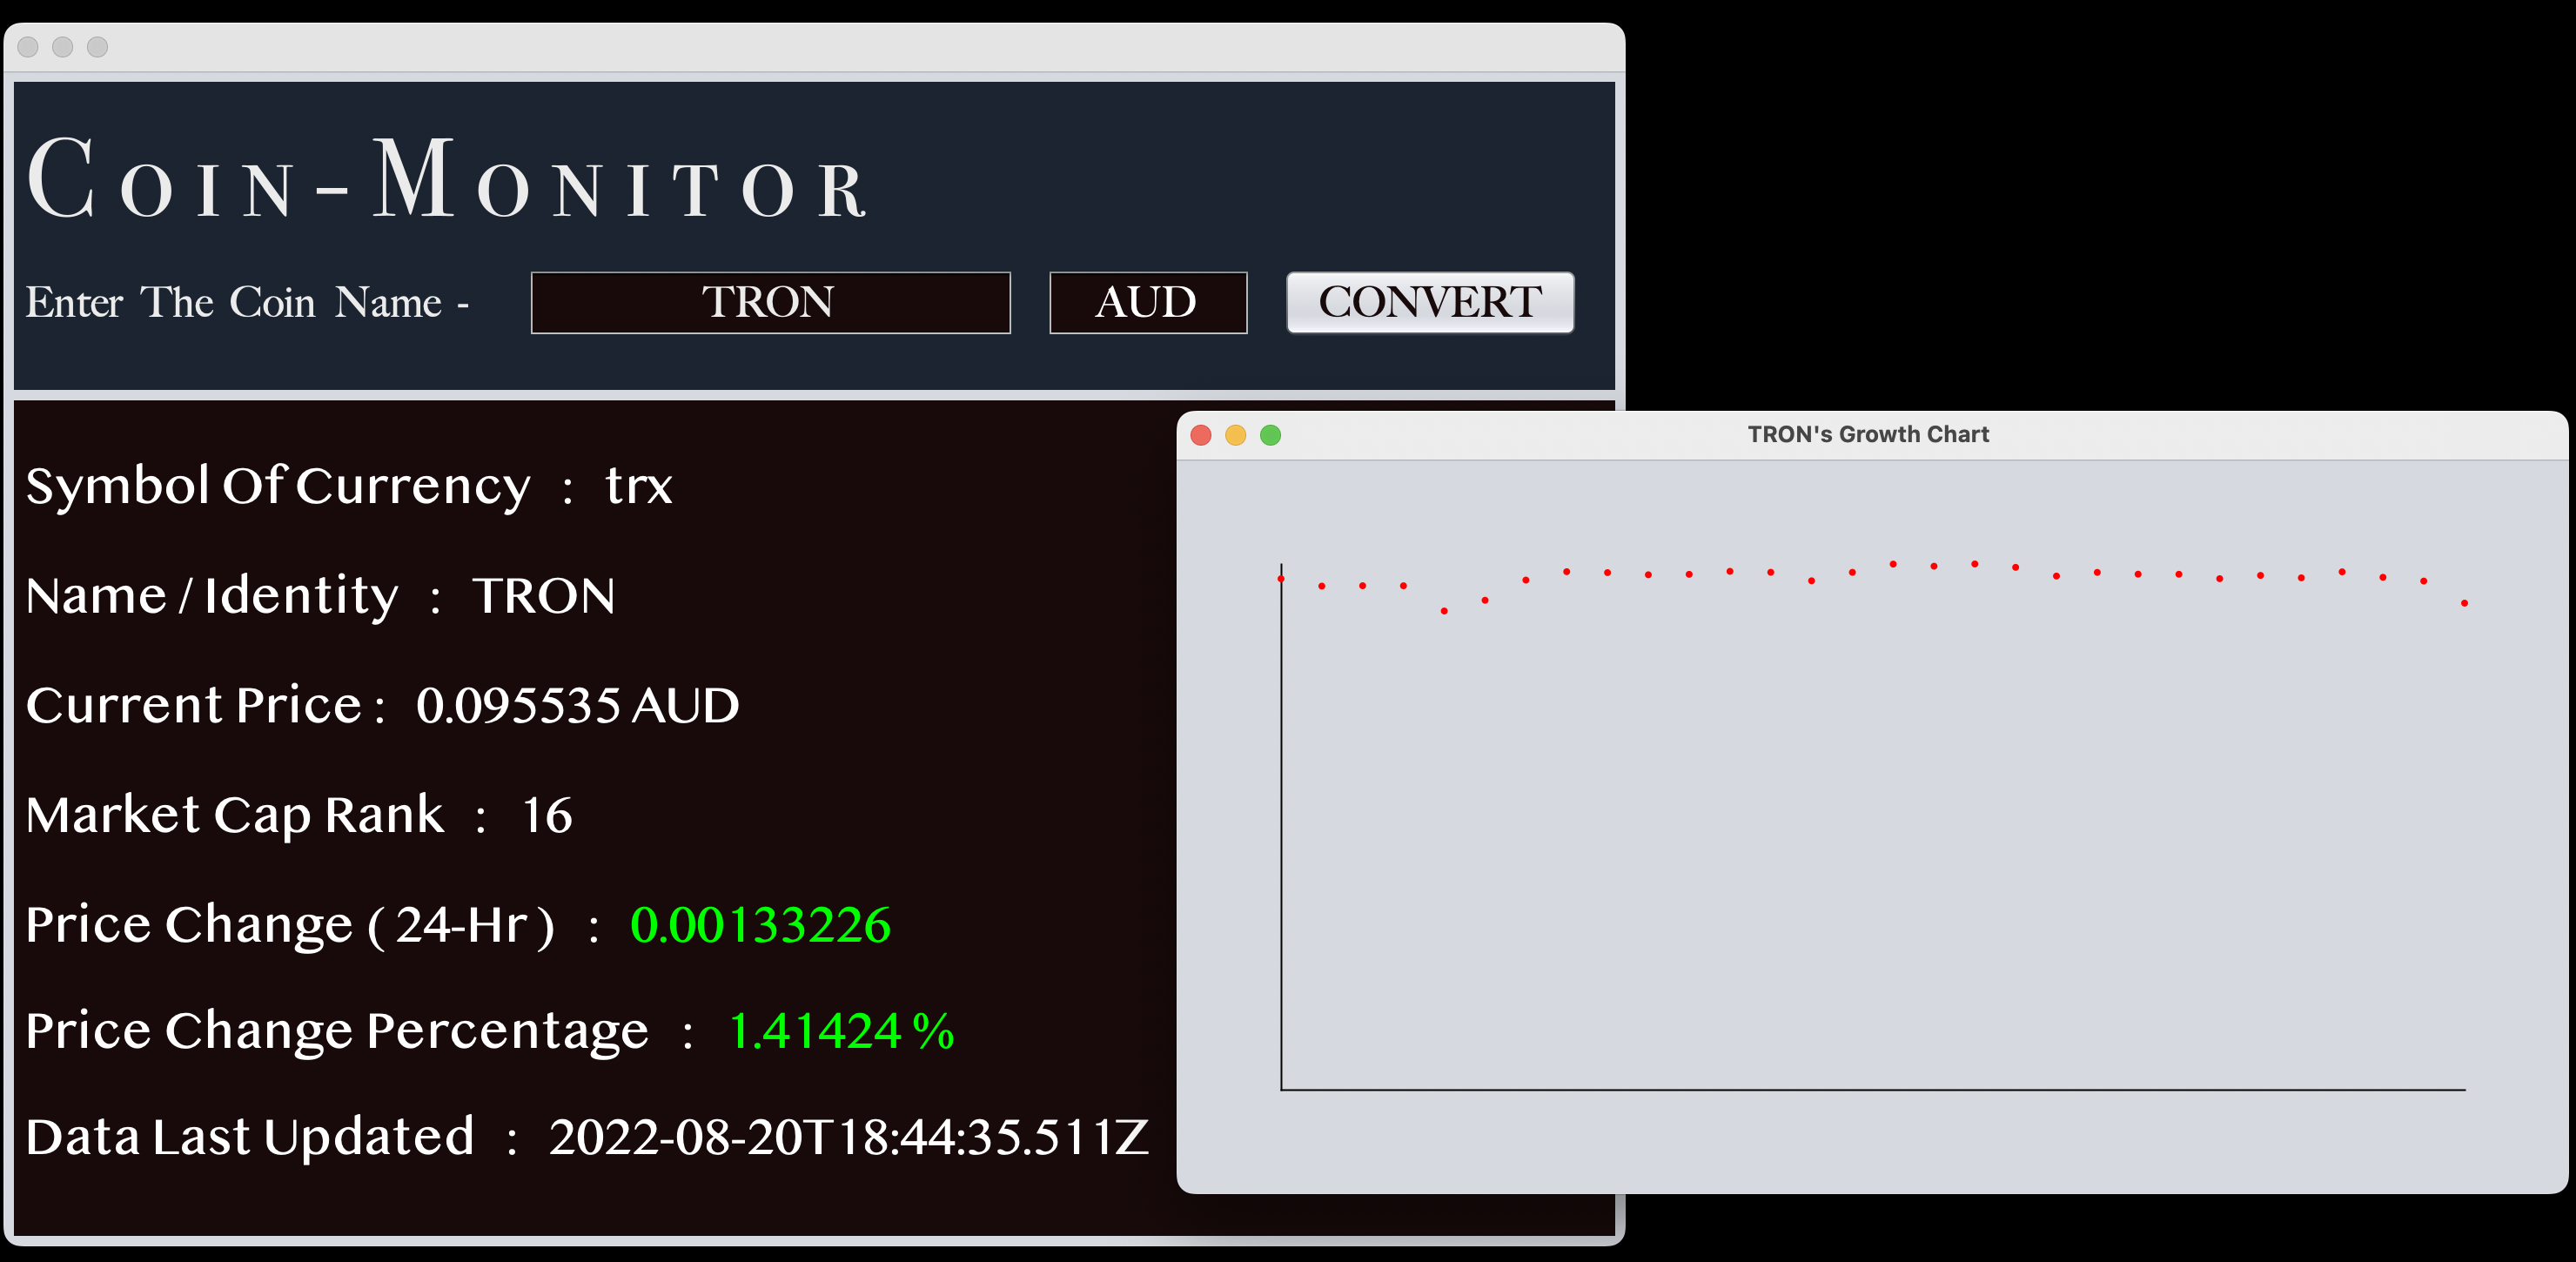 Coin-Monitor
Enter The Coin Name - TRON AUD CONVERT
Symbol Of Currency : trx
Name / Identity : TRON
Current Price : 0.095535 AUD
Market Cap Rank : 16
Price Change ( 24-Hr ) : 0.00133226
Price Change Percentage : 1.41424 %
Data Last Updated : 2022-08-20T18:44:35.511Z
TRON's Growth Chart